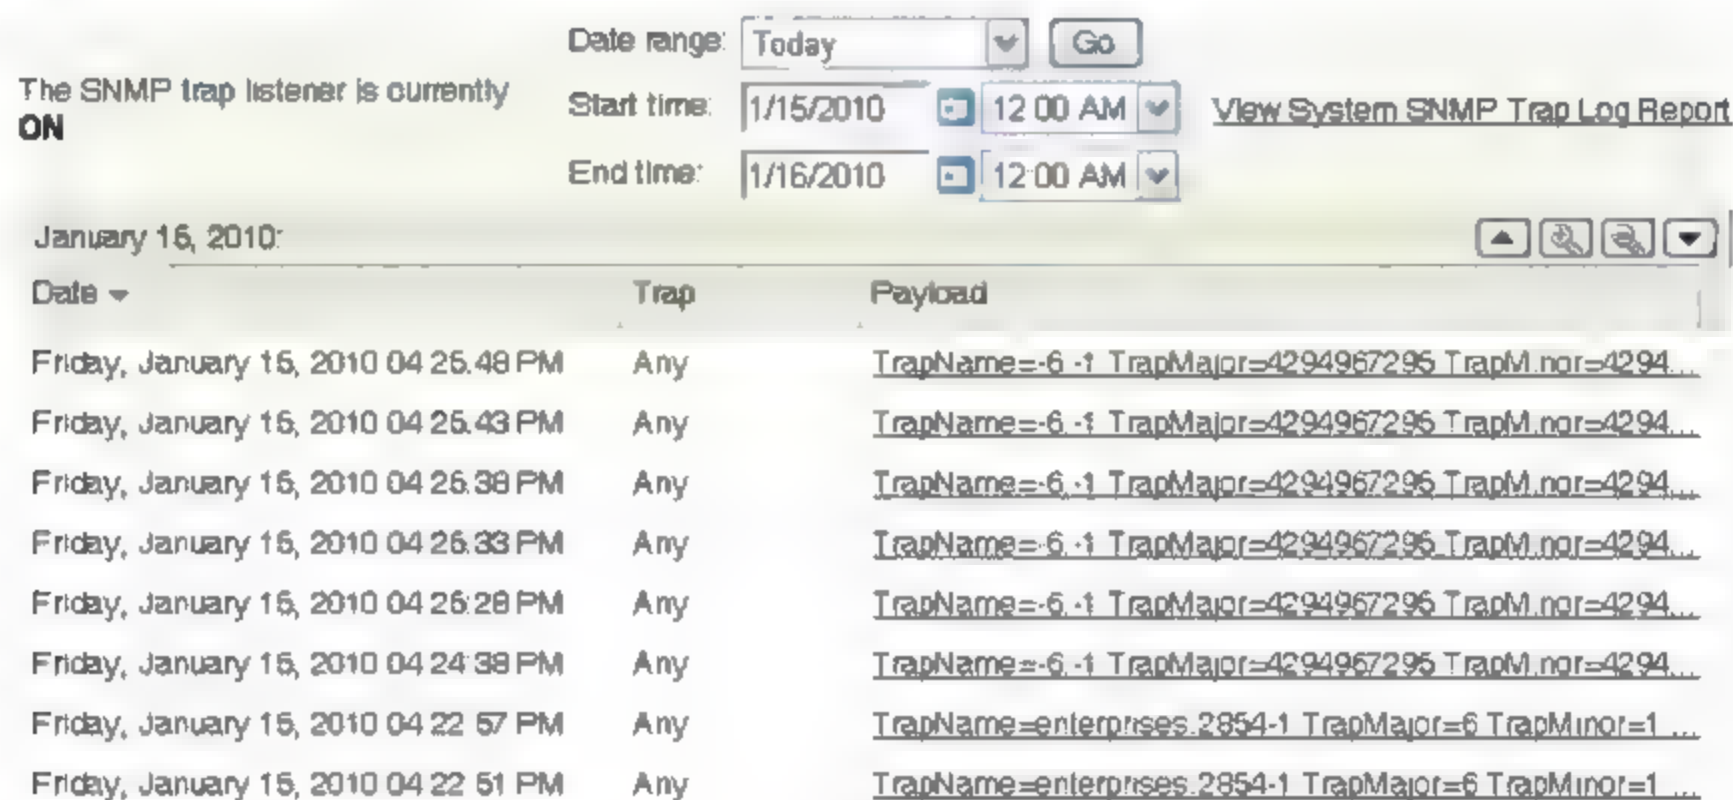 Date range: Today Go
The SNMP trap listener is currently
ON
Start time: 1/15/2010 12:00 AM
End time: 1/16/2010 12:00 AM
View System SNMP Trap Log Report
January 15, 2010:
Date Trap Payload
Friday, January 15, 2010 04:25:48 PM Any TrapName=-6.-1 TrapMajor=4294967295 TrapMinor=4294...
Friday, January 15, 2010 04:25:43 PM Any TrapName=-6.-1 TrapMajor=4294967295 TrapMinor=4294...
Friday, January 15, 2010 04:25:38 PM Any TrapName=-6.-1 TrapMajor=4294967295 TrapMinor=4294...
Friday, January 15, 2010 04:25:33 PM Any TrapName=-6.-1 TrapMajor=4294967295 TrapMinor=4294...
Friday, January 15, 2010 04:25:28 PM Any TrapName=-6.-1 TrapMajor=4294967295 TrapMinor=4294...
Friday, January 15, 2010 04:24:38 PM Any TrapName=-6.-1 TrapMajor=4294967295 TrapMinor=4294...
Friday, January 15, 2010 04:22:57 PM Any TrapName=enterprises.2854-1 TrapMajor=6 TrapMinor=1 ...
Friday, January 15, 2010 04:22:51 PM Any TrapName=enterprises.2854-1 TrapMajor=6 TrapMinor=1 ...